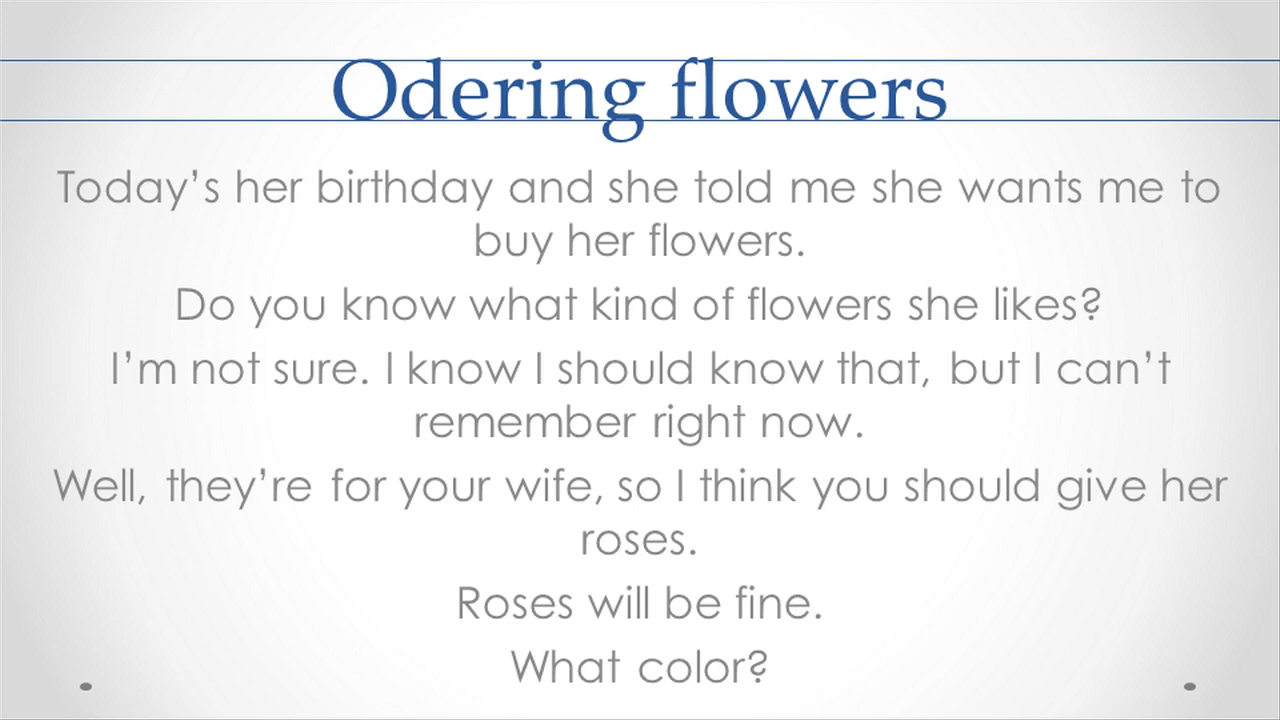 Odering flowers
Today’s her birthday and she told me she wants me to
buy her flowers.
Do you know what kind of flowers she likes?
I’m not sure. I know I should know that, but I can’t
remember right now.
Well, they’re for your wife, so I think you should give her
roses.
Roses will be fine.
What color?